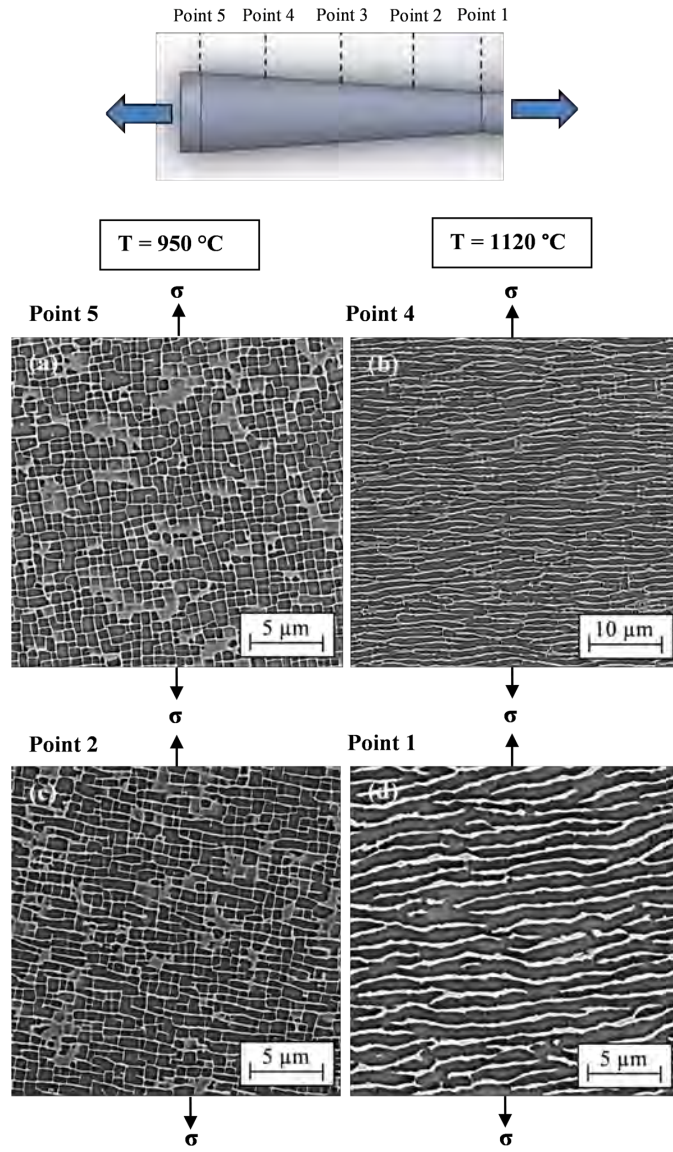 Point 5 Point 4 Point 3 Point 2 Point 1
T = 950 °C
T = 1120 °C
σ σ
Point 5 Point 4
(a) (b)
5 µm 10 µm
σ σ
Point 2 Point 1
(c) (d)
5 µm 5 µm
σ σ